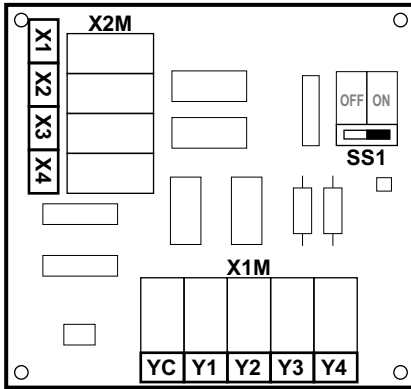 X2M
X1
X2
X3
X4
OFF ON
SS1
X1M
YC Y1 Y2 Y3 Y4